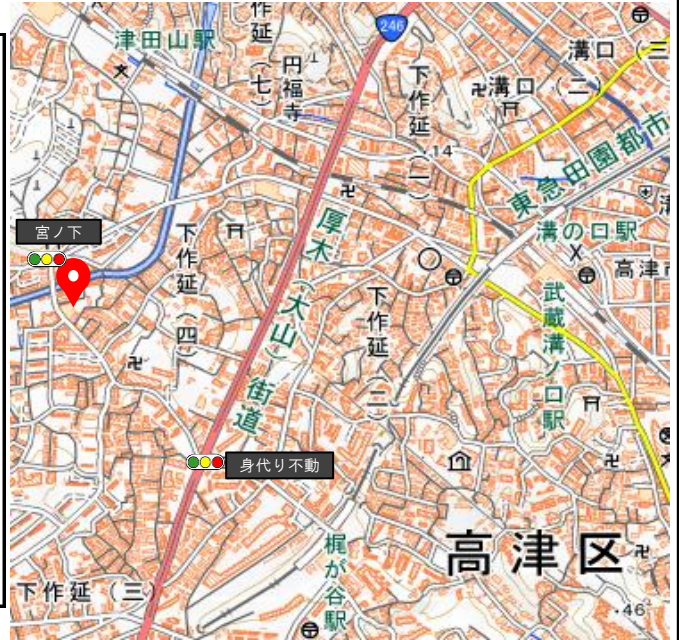 津田山駅
作延(七)
円福寺
246
下作延(一)
溝口(二)
溝口(三
・14
東急田園都市
溝の口駅
高津
宮ノ下
下作延(四)
厚木(大山)街道
下作延(二)
武蔵溝ノ口駅
身代り不動
高津区
梶が谷駅
下作延(三)
・46